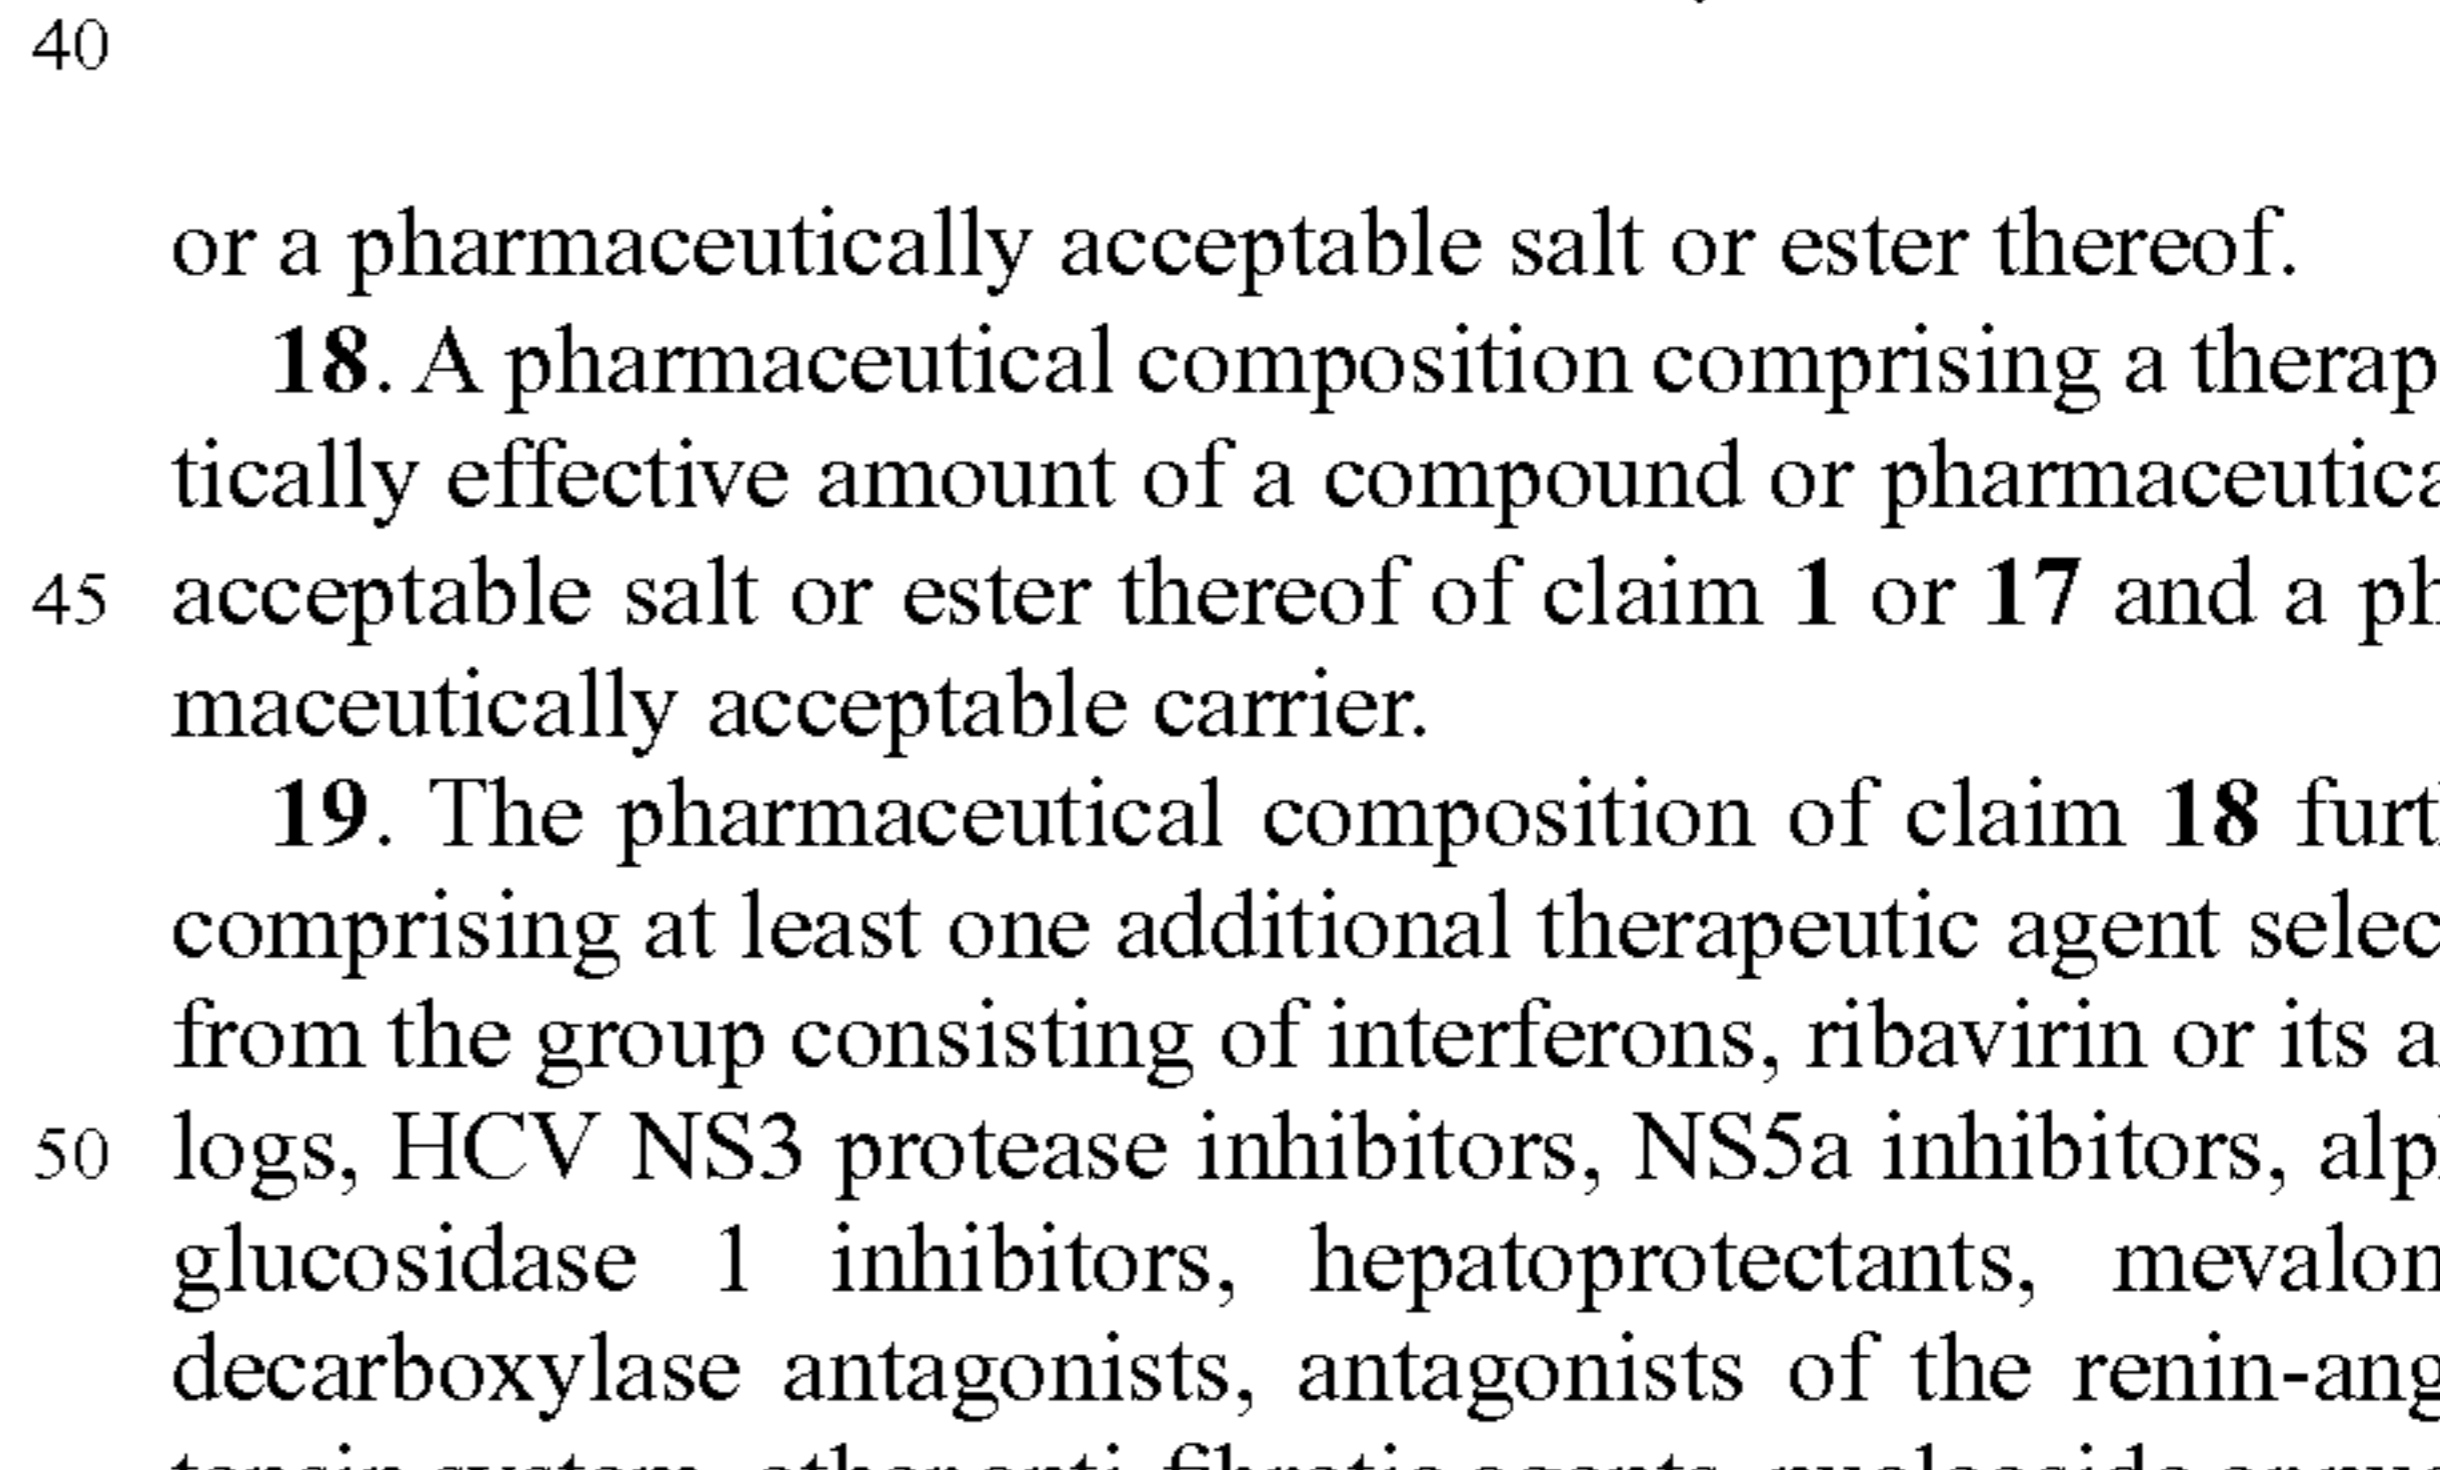 40
or a pharmaceutically acceptable salt or ester thereof.
18. A pharmaceutical composition comprising a therap
tically effective amount of a compound or pharmaceutica
45 acceptable salt or ester thereof of claim 1 or 17 and a ph
maceutically acceptable carrier.
19. The pharmaceutical composition of claim 18 furt
comprising at least one additional therapeutic agent selec
from the group consisting of interferons, ribavirin or its a
50 logs, HCV NS3 protease inhibitors, NS5a inhibitors, alp
glucosidase 1 inhibitors, hepatoprotectants, mevalon
decarboxylase antagonists, antagonists of the renin-ang